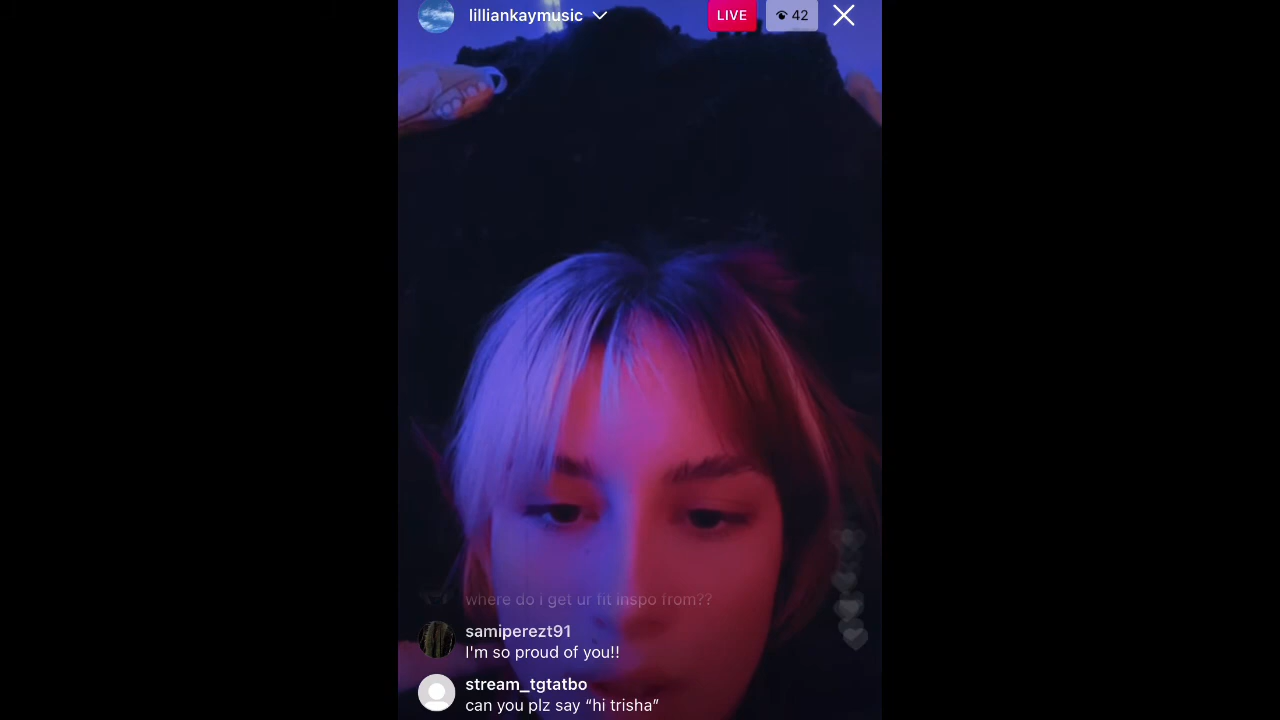 lilliankaymusic
LIVE
42
where do i get ur fit inspo from??
samiperezt91
I'm so proud of you!!
stream_tgtatbo
can you plz say “hi trisha”